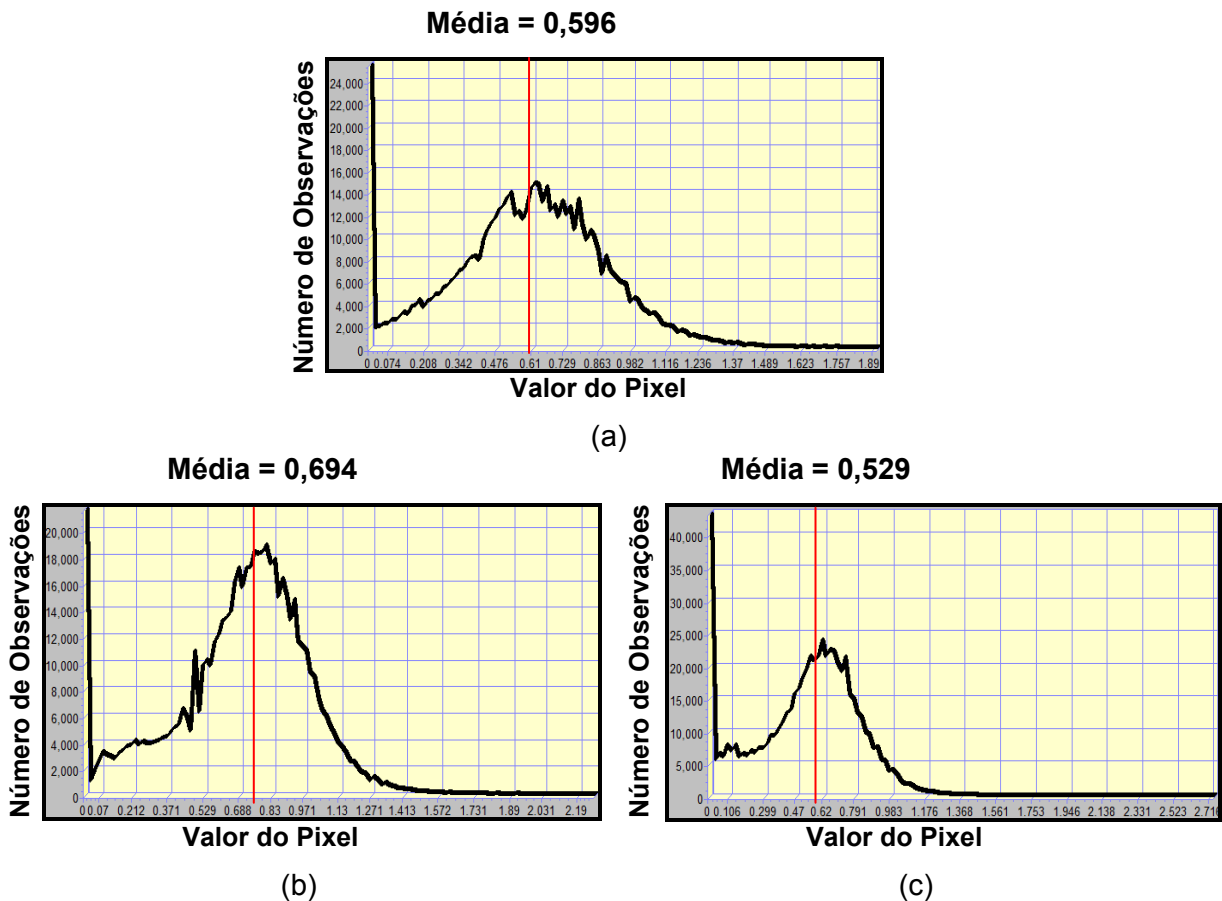 Média = 0,596
Número de Observações
24,000
22,000
20,000
18,000
16,000
14,000
12,000
10,000
8,000
6,000
4,000
2,000
0
0 0.074 0.208 0.342 0.476 0.61 0.729 0.863 0.982 1.116 1.236 1.37 1.489 1.623 1.757 1.89
Valor do Pixel
(a)
Média = 0,694
Número de Observações
20,000
18,000
16,000
14,000
12,000
10,000
8,000
6,000
4,000
2,000
0
0 0.07 0.212 0.371 0.529 0.688 0.83 0.971 1.13 1.271 1.413 1.572 1.731 1.89 2.031 2.19
Valor do Pixel
(b)
Média = 0,529
Número de Observações
40,000
35,000
30,000
25,000
20,000
15,000
10,000
5,000
0
0 0.106 0.299 0.47 0.62 0.791 0.983 1.176 1.368 1.561 1.753 1.946 2.138 2.331 2.523 2.716
Valor do Pixel
(c)